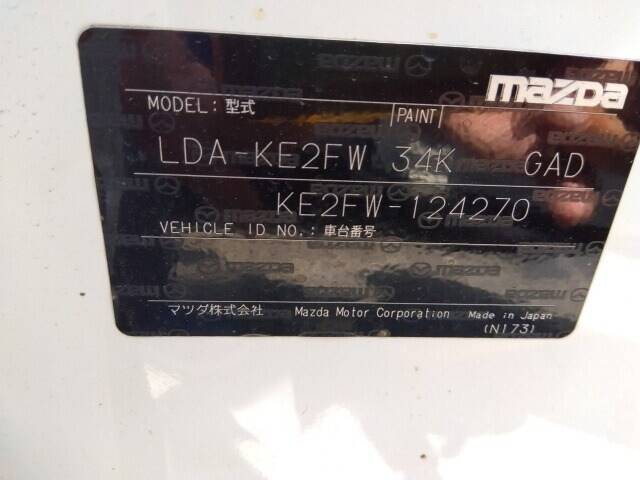 mazda
MODEL: 型式 PAINT
LDA-KE2FW 34K GAD
KE2FW-124270
VEHICLE ID NO.: 車台番号
マツダ株式会社 Mazda Motor Corporation Made in Japan
(N173)